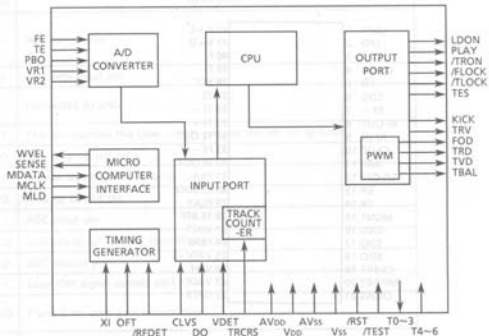 FE
TE
PBO
VR1
VR2
A/D
CONVERTER
CPU
OUTPUT
PORT
PWM
LDON
PLAY
/TRON
/FLOCK
/TLOCK
TES
KICK
TRV
FOD
TRD
TVD
TBAL
WVEL
SENSE
MDATA
MCLK
MLD
MICRO
COMPUTER
INTERFACE
INPUT PORT
TRACK
COUNT
-ER
TIMING
GENERATOR
XI OFT CLVS VDET AVDD AVSS /RST T0~3
/RFDET DO TRCRS VDD VSS /TEST T4~6